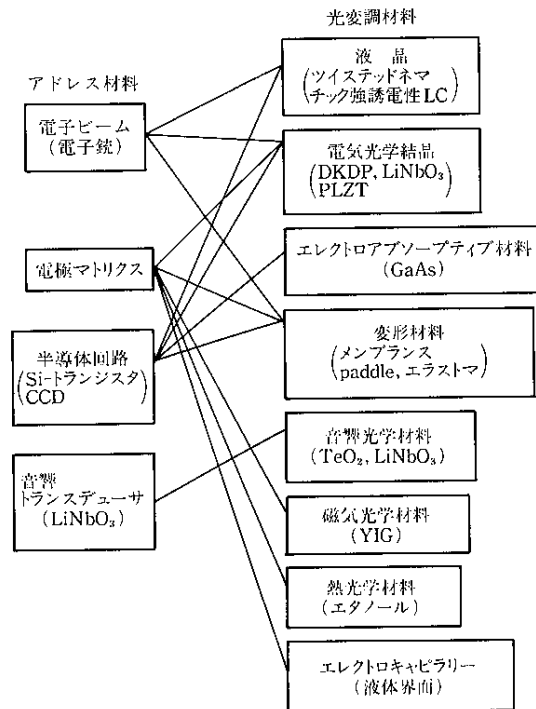 光変調材料
アドレス材料
液晶
(ツイステッドネマ
チック強誘電性LC)
電子ビーム
(電子銃)
電気光学結晶
(DKDP, LiNbO₃)
PLZT
エレクトロアブソープティブ材料
(GaAs)
電極マトリクス
変形材料
(メンブランス
paddle, エラストマ)
半導体回路
(Si-トランジスタ)
CCD
音響光学材料
(TeO₂, LiNbO₃)
音響
トランスデューサ
(LiNbO₃)
磁気光学材料
(YIG)
熱光学材料
(エタノール)
エレクトロキャピラリー
(液体界面)